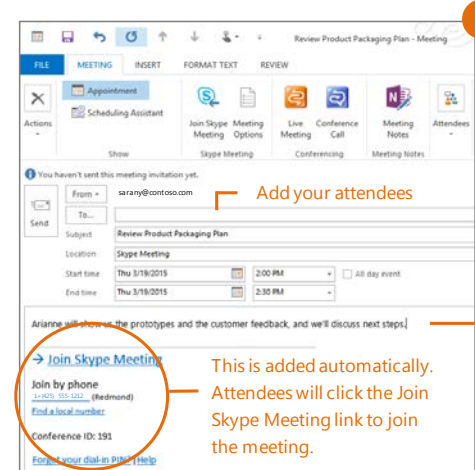 Review Product Packaging Plan - Meeting
FILE MEETING INSERT FORMAT TEXT REVIEW
Actions
Appointment
Scheduling Assistant
Show
Join Skype Meeting
Meeting Options
Skype Meeting
Live Meeting
Conference Call
Conferencing
Meeting Notes
Meeting Notes
Attendees
You haven't sent this meeting invitation yet.
Send
From
sarany@contoso.com
Add your attendees
To...
Subject
Review Product Packaging Plan
Location
Skype Meeting
Start time
Thu 3/19/2015
2:00 PM
All day event
End time
Thu 3/19/2015
2:30 PM
Arianne will show us the prototypes and the customer feedback, and we'll discuss next steps.
→ Join Skype Meeting
Join by phone
1+(425) 555-1212 (Redmond)
Find a local number
Conference ID: 191
Forgot your dial-in PIN? | Help
This is added automatically.
Attendees will click the Join
Skype Meeting link to join
the meeting.